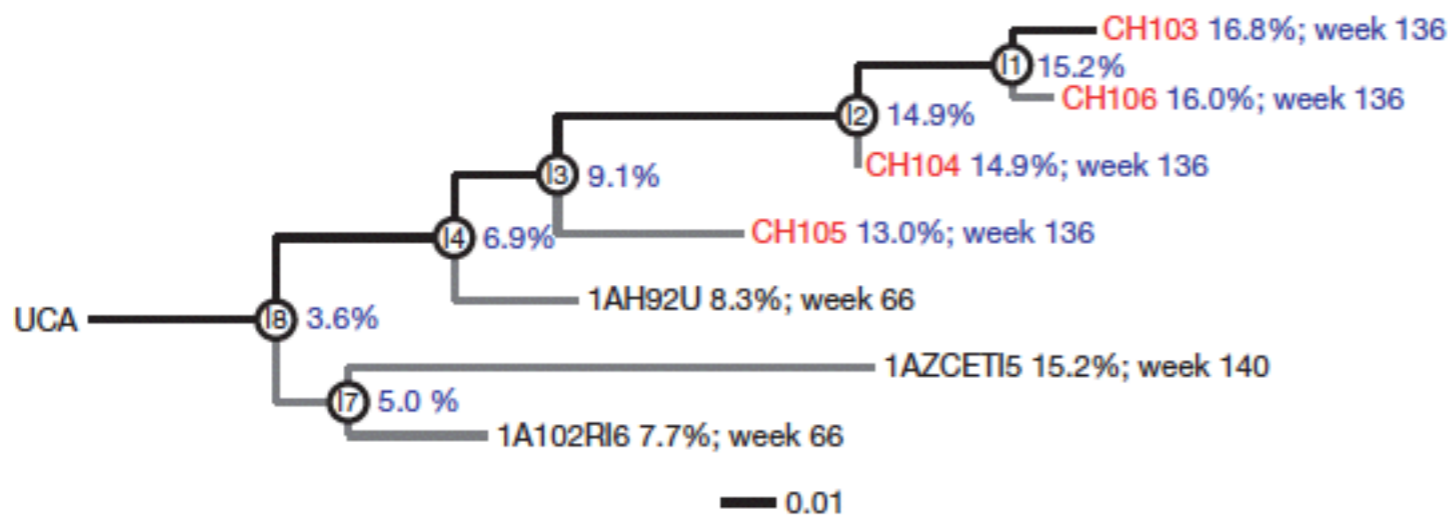 CH103 16.8%; week 136
I1 15.2%
CH106 16.0%; week 136
I2 14.9%
CH104 14.9%; week 136
I3 9.1%
CH105 13.0%; week 136
I4 6.9%
1AH92U 8.3%; week 66
UCA I8 3.6%
1AZCETI5 15.2%; week 140
I7 5.0 %
1A102RI6 7.7%; week 66
0.01